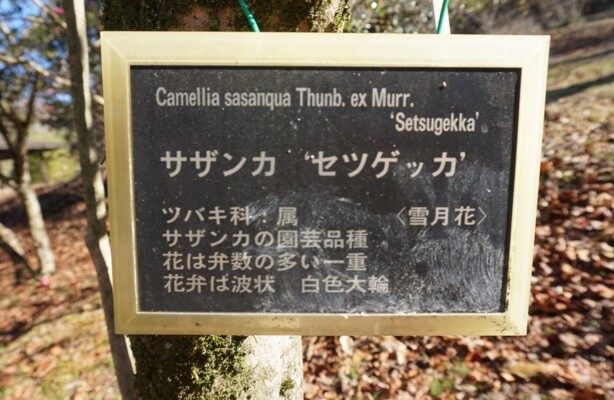 Camellia sasanqua Thunb. ex Murr.
'Setsugekka'
サザンカ 'セツゲッカ'
ツバキ科・属 〈雪月花〉
サザンカの園芸品種
花は弁数の多い一重
花弁は波状 白色大輪